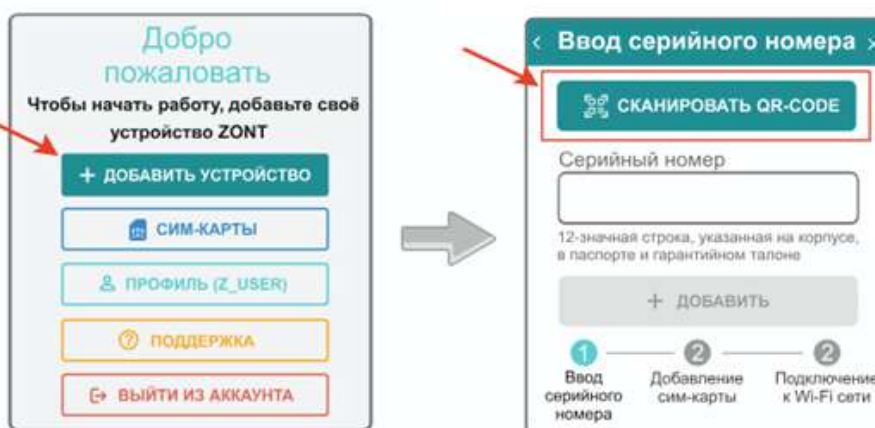 Добро
пожаловать
Чтобы начать работу, добавьте своё
устройство ZONT
+ ДОБАВИТЬ УСТРОЙСТВО
СИМ-КАРТЫ
ПРОФИЛЬ (Z_USER)
ПОДДЕРЖКА
ВЫЙТИ ИЗ АККАУНТА
Ввод серийного номера
СКАНИРОВАТЬ QR-CODE
Серийный номер
12-значная строка, указанная на корпусе,
в паспорте и гарантийном талоне
+ ДОБАВИТЬ
1 2 2
Ввод серийного номера
Добавление сим-карты
Подключение к Wi-Fi сети